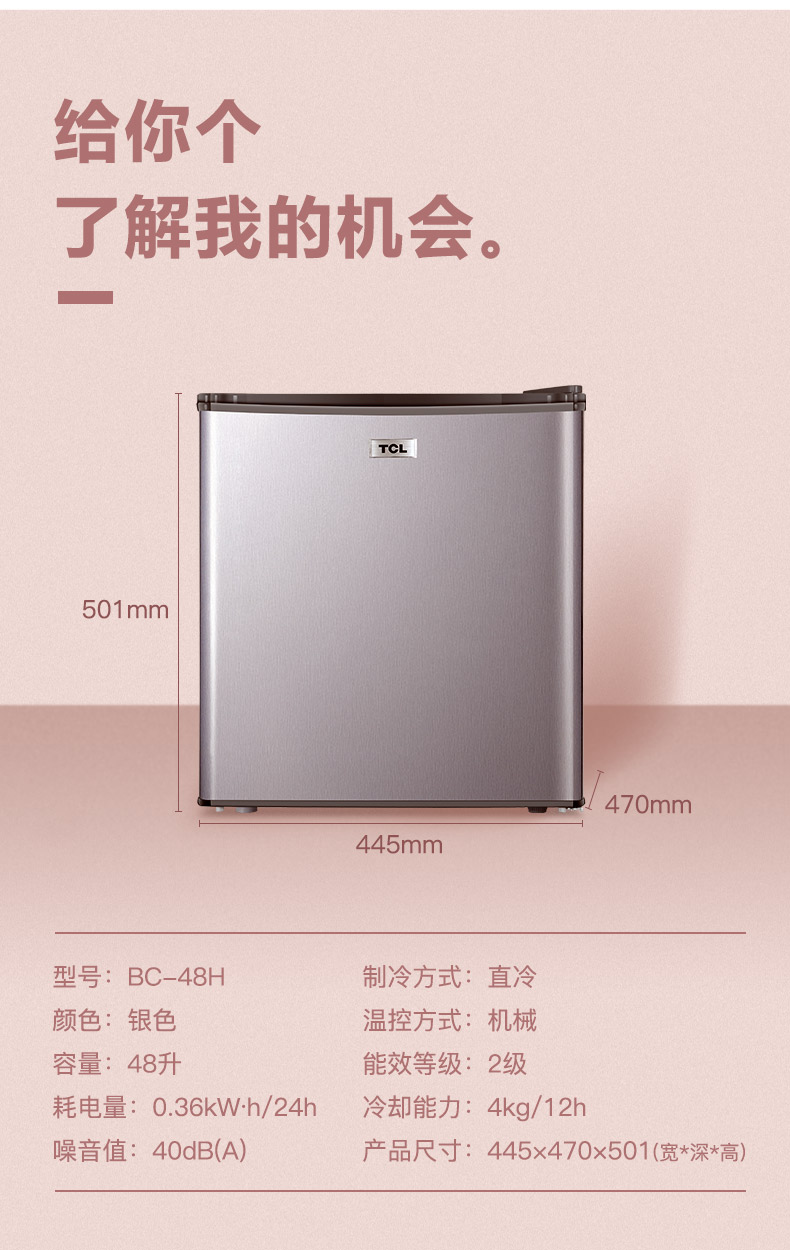 给你个
了解我的机会。
TCL
501mm
470mm
445mm
型号：BC-48H
制冷方式：直冷
颜色：银色
温控方式：机械
容量：48升
能效等级：2级
耗电量：0.36kW·h/24h
冷却能力：4kg/12h
噪音值：40dB(A)
产品尺寸：445×470×501(宽*深*高)